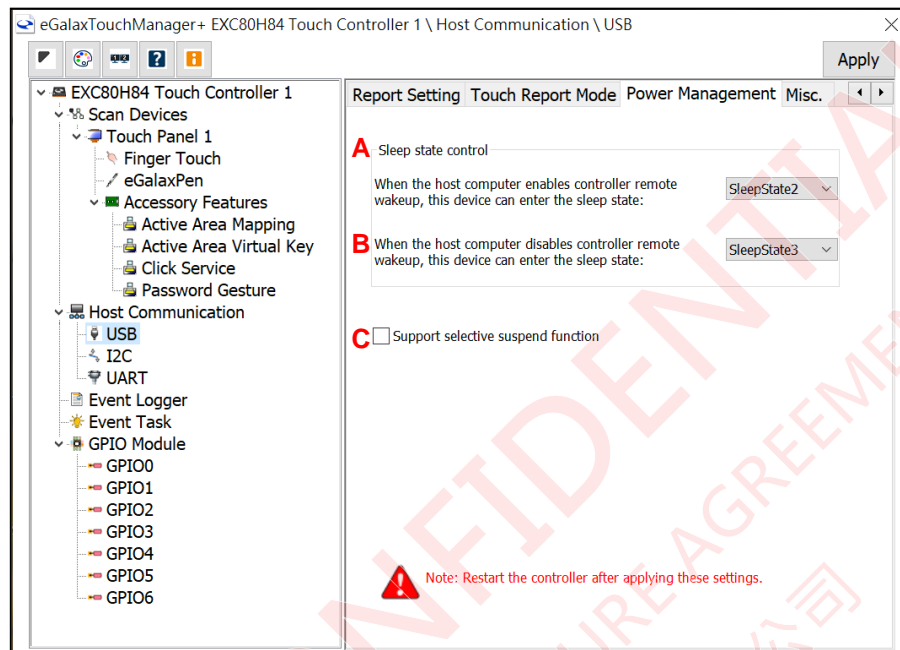 eGalaxTouchManager+ EXC80H84 Touch Controller 1 \ Host Communication \ USB
Apply
EXC80H84 Touch Controller 1
Scan Devices
Touch Panel 1
Finger Touch
eGalaxPen
Accessory Features
Active Area Mapping
Active Area Virtual Key
Click Service
Password Gesture
Host Communication
USB
I2C
UART
Event Logger
Event Task
GPIO Module
GPIO0
GPIO1
GPIO2
GPIO3
GPIO4
GPIO5
GPIO6
Report Setting Touch Report Mode Power Management Misc.
A Sleep state control
When the host computer enables controller remote
wakeup, this device can enter the sleep state:
SleepState2
B When the host computer disables controller remote
wakeup, this device can enter the sleep state:
SleepState3
C Support selective suspend function
Note: Restart the controller after applying these settings.
NFIDENTIA
URE AGREEME
公司